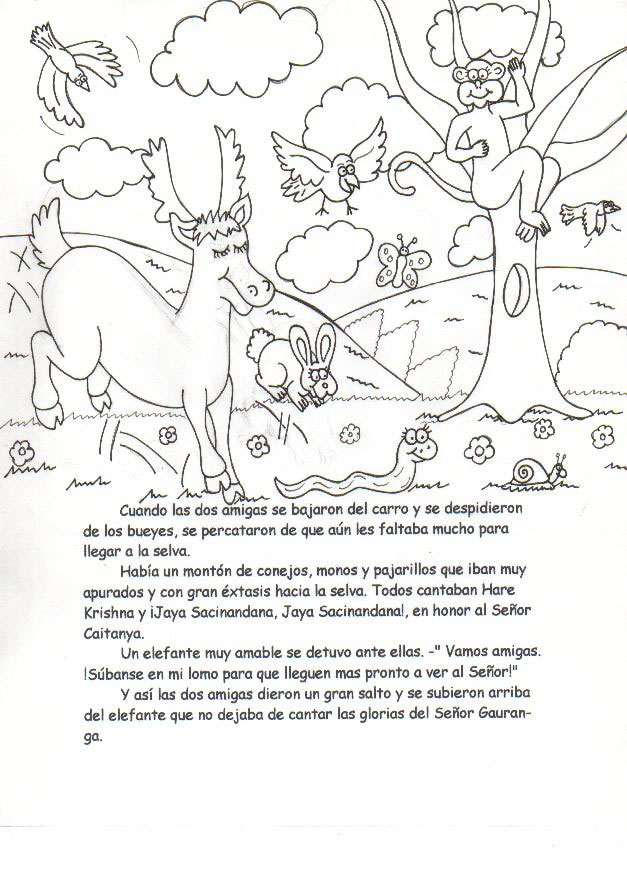 Cuando las dos amigas se bajaron del carro y se despidieron
de los bueyes, se percataron de que aún les faltaba mucho para
llegar a la selva.
Había un montón de conejos, monos y pajarillos que iban muy
apurados y con gran éxtasis hacia la selva. Todos cantaban Hare
Krishna y ¡Jaya Sacinandana, Jaya Sacinandana!, en honor al Señor
Caitanya.
Un elefante muy amable se detuvo ante ellas. -" Vamos amigas.
!Súbanse en mi lomo para que lleguen mas pronto a ver al Señor!"
Y así las dos amigas dieron un gran salto y se subieron arriba
del elefante que no dejaba de cantar las glorias del Señor Gauran-
ga.